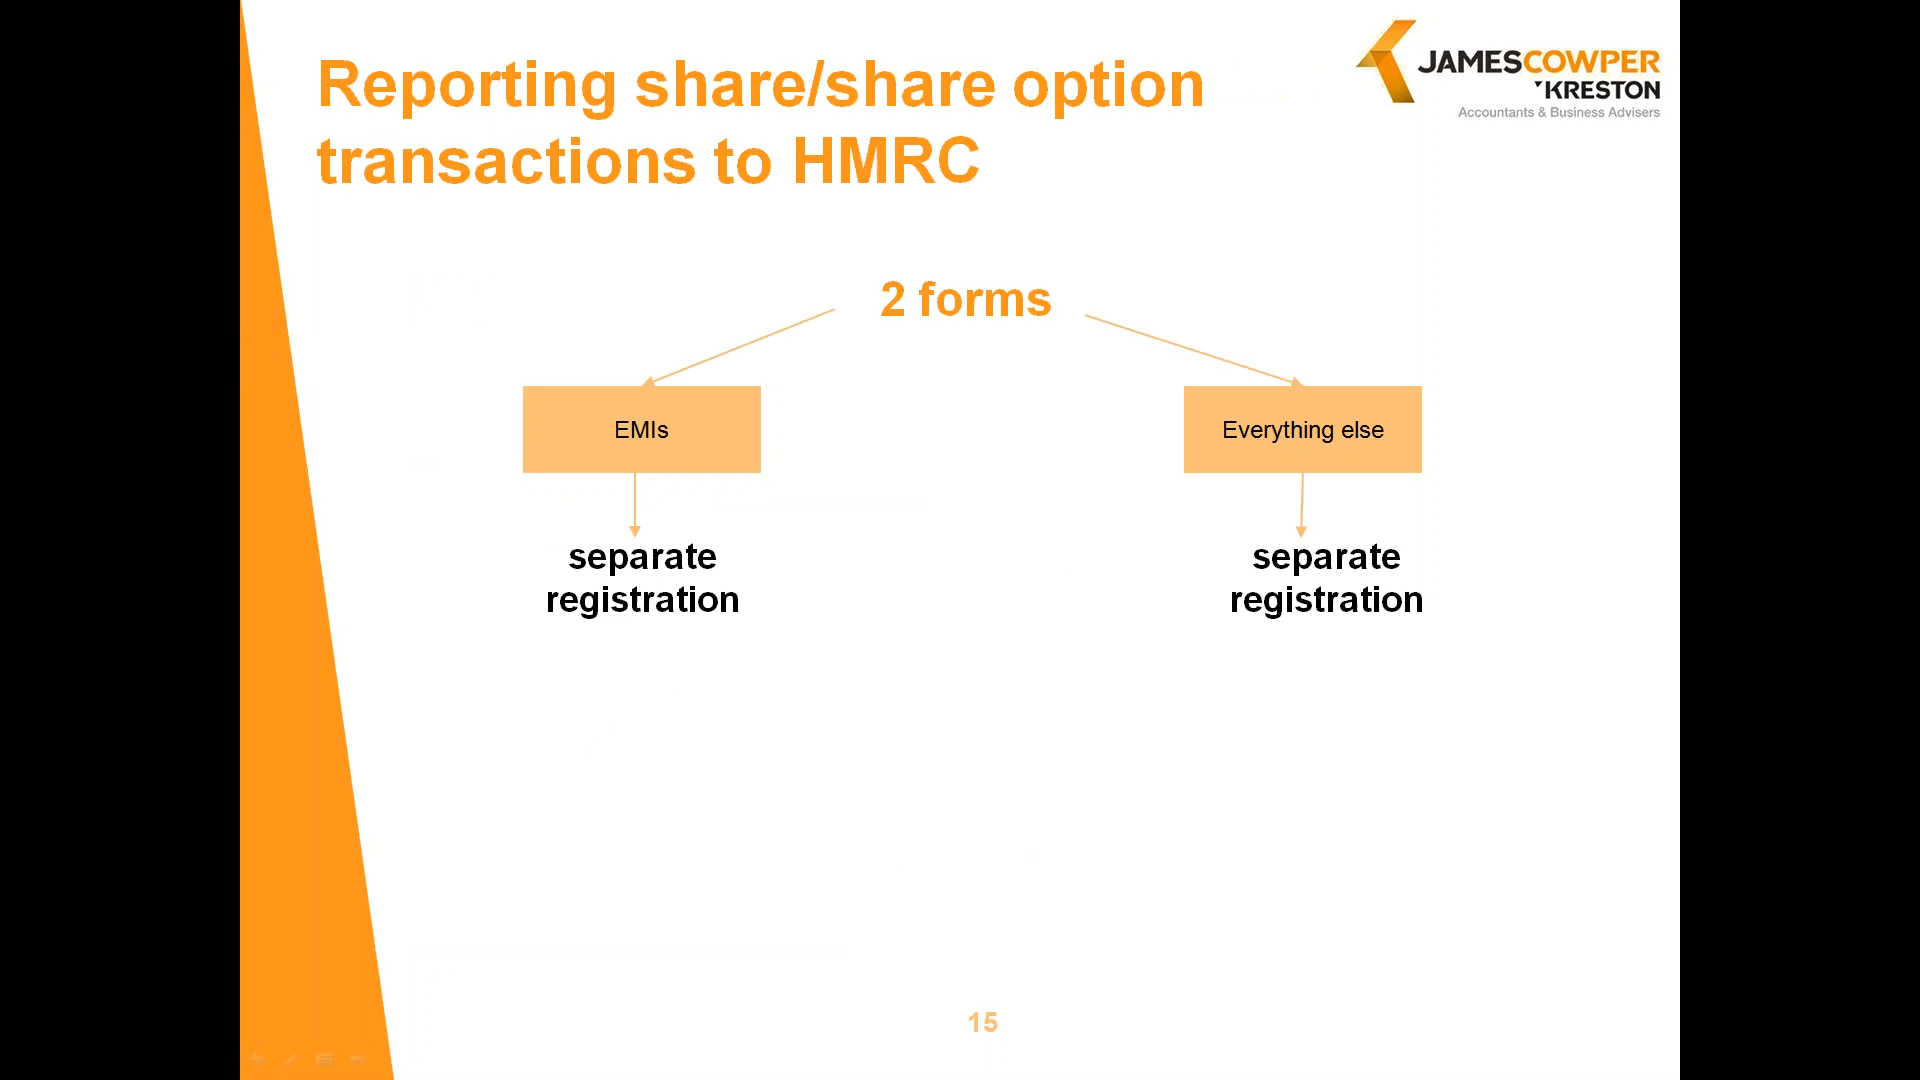 Reporting share/share option
transactions to HMRC
JAMESCOWPER
KRESTON
Accountants & Business Advisers
2 forms
EMIs
Everything else
separate
registration
separate
registration
15